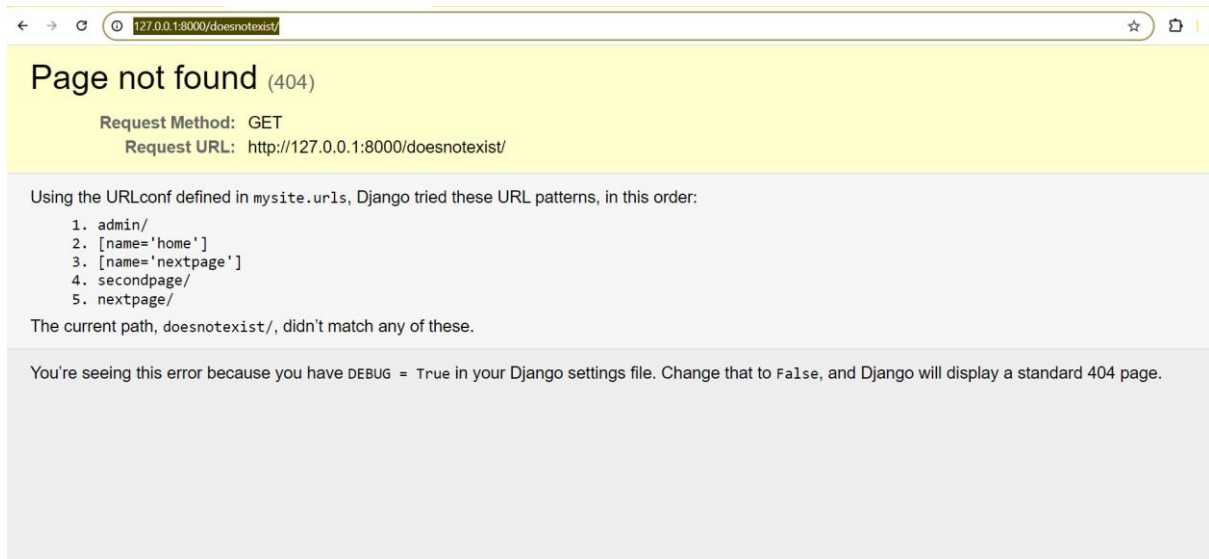 127.0.0.1:8000/doesnotexist/
Page not found (404)
Request Method: GET
Request URL: http://127.0.0.1:8000/doesnotexist/
Using the URLconf defined in mysite.urls, Django tried these URL patterns, in this order:
1. admin/
2. [name='home']
3. [name='nextpage']
4. secondpage/
5. nextpage/
The current path, doesnotexist/, didn’t match any of these.
You’re seeing this error because you have DEBUG = True in your Django settings file. Change that to False, and Django will display a standard 404 page.